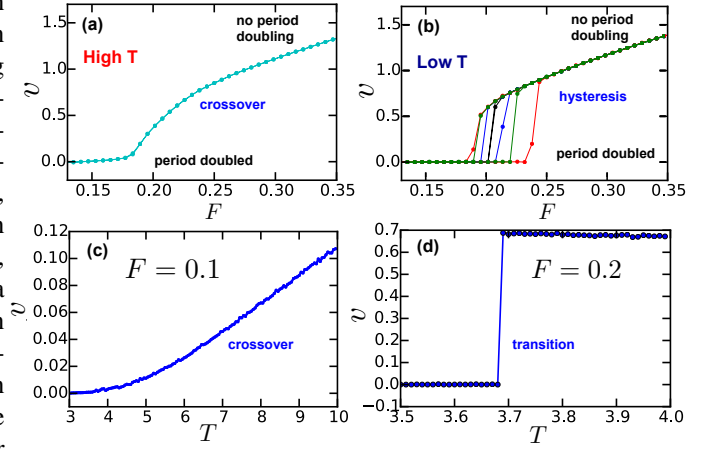 (a)
High T
no period
doubling
crossover
period doubled
v
1.5
1.0
0.5
0.0
0.15 0.20 0.25 0.30 0.35
F
(b)
Low T
no period
doubling
hysteresis
period doubled
v
1.5
1.0
0.5
0.0
0.15 0.20 0.25 0.30 0.35
F
(c)
F = 0.1
crossover
v
0.12
0.10
0.08
0.06
0.04
0.02
0.00
3 4 5 6 7 8 9 10
T
(d)
F = 0.2
transition
v
0.7
0.6
0.5
0.4
0.3
0.2
0.1
0.0
−0.1
3.5 3.6 3.7 3.8 3.9 4.0
T